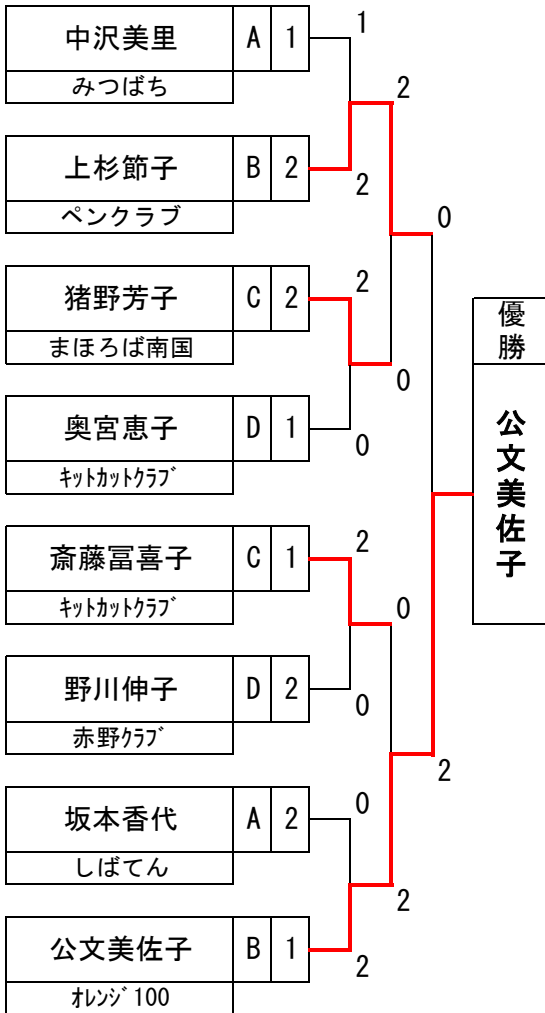 中沢美里 A 1
みつばち
1
2
上杉節子 B 2
ペンクラブ
2
0
猪野芳子 C 2
まほろば南国
2
0
奥宮恵子 D 1
ｷｯﾄｶｯﾄｸﾗﾌﾞ
0
優勝
公文美佐子
斎藤冨喜子 C 1
ｷｯﾄｶｯﾄｸﾗﾌﾞ
2
0
野川伸子 D 2
赤野ｸﾗﾌﾞ
0
2
坂本香代 A 2
しばてん
0
2
公文美佐子 B 1
ｵﾚﾝｼﾞ100
2